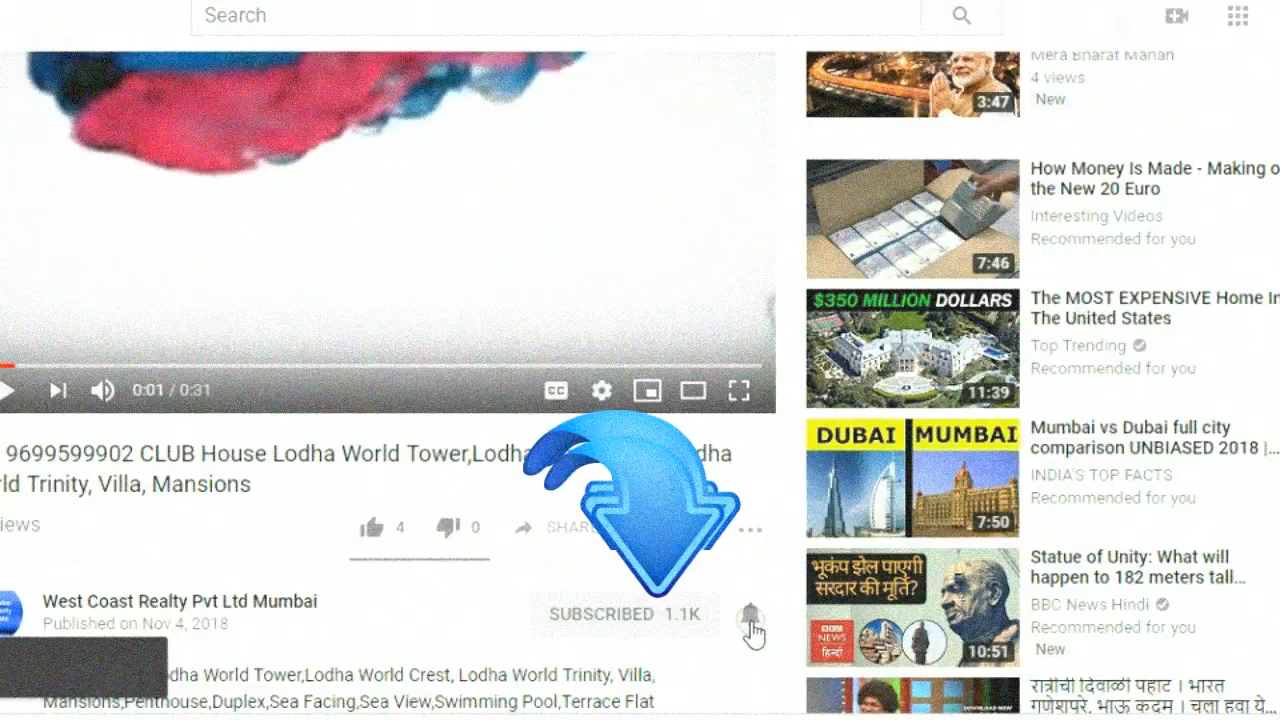 Search
0:01 / 0:31
9699599902 CLUB House Lodha World Tower,Lodha dha
ld Trinity, Villa, Mansions
iews
4
0
SHAR
West Coast Realty Pvt Ltd Mumbai
Published on Nov 4, 2018
SUBSCRIBED 1.1K
dha World Tower,Lodha World Crest, Lodha World Trinity, Villa,
Mansions,Penthouse,Duplex,Sea Facing,Sea View,Swimming Pool,Terrace Flat
Mera Bharat Mahan
4 views
New
3:47
How Money Is Made - Making o
the New 20 Euro
Interesting Videos
Recommended for you
7:46
$350 MILLION DOLLARS
The MOST EXPENSIVE Home In
The United States
Top Trending
Recommended for you
11:39
DUBAI MUMBAI
Mumbai vs Dubai full city
comparison UNBIASED 2018 |...
INDIA'S TOP FACTS
Recommended for you
7:50
भूकंप झेल पाएगी
सरदार की मूर्ति?
BBC
NEWS
हिन्दी
Statue of Unity: What will
happen to 182 meters tall...
BBC News Hindi
Recommended for you
New
10:51
रात्रीची दिवाळी पहाट । भारत
गणेशपुरे, भाऊ कदम । चला हवा ये...